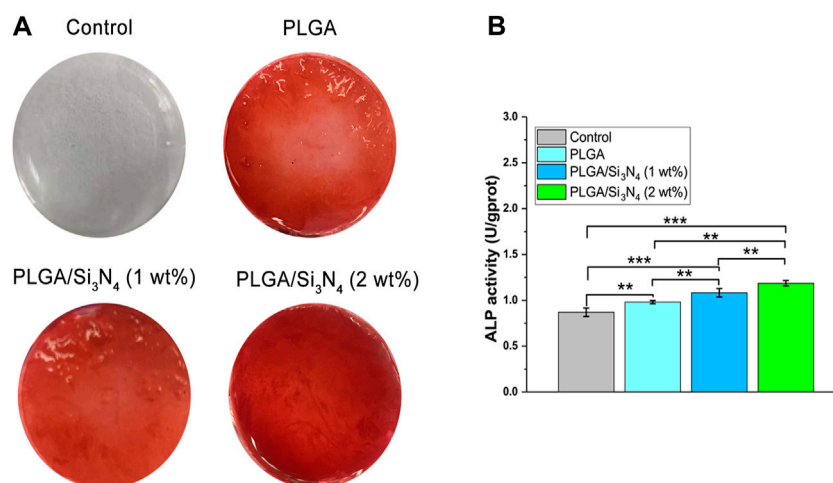 A
Control
PLGA
PLGA/Si₃N₄ (1 wt%)
PLGA/Si₃N₄ (2 wt%)
B
ALP activity (U/gprot)
3.0
2.5
2.0
1.5
1.0
0.5
0.0
Control
PLGA
PLGA/Si₃N₄ (1 wt%)
PLGA/Si₃N₄ (2 wt%)
***
**
*** **
** **